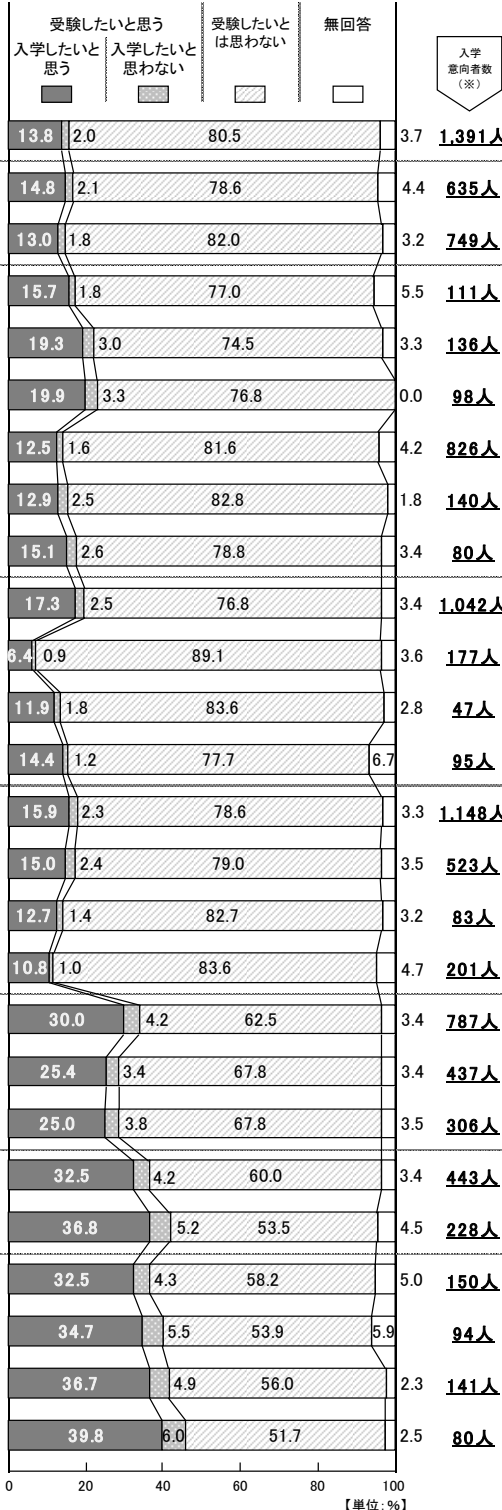 受験したいと思う
入学したいと
思う
入学したいと
思わない
受験したいと
は思わない
無回答
入学
意向者数
(※)
13.8 2.0 80.5 3.7 1,391人
14.8 2.1 78.6 4.4 635人
13.0 1.8 82.0 3.2 749人
15.7 1.8 77.0 5.5 111人
19.3 3.0 74.5 3.3 136人
19.9 3.3 76.8 0.0 98人
12.5 1.6 81.6 4.2 826人
12.9 2.5 82.8 1.8 140人
15.1 2.6 78.8 3.4 80人
17.3 2.5 76.8 3.4 1,042人
6.4 0.9 89.1 3.6 177人
11.9 1.8 83.6 2.8 47人
14.4 1.2 77.7 6.7 95人
15.9 2.3 78.6 3.3 1,148人
15.0 2.4 79.0 3.5 523人
12.7 1.4 82.7 3.2 83人
10.8 1.0 83.6 4.7 201人
30.0 4.2 62.5 3.4 787人
25.4 3.4 67.8 3.4 437人
25.0 3.8 67.8 3.5 306人
32.5 4.2 60.0 3.4 443人
36.8 5.2 53.5 4.5 228人
32.5 4.3 58.2 5.0 150人
34.7 5.5 53.9 5.9 94人
36.7 4.9 56.0 2.3 141人
39.8 6.0 51.7 2.5 80人
0 20 40 60 80 100
【単位:%】